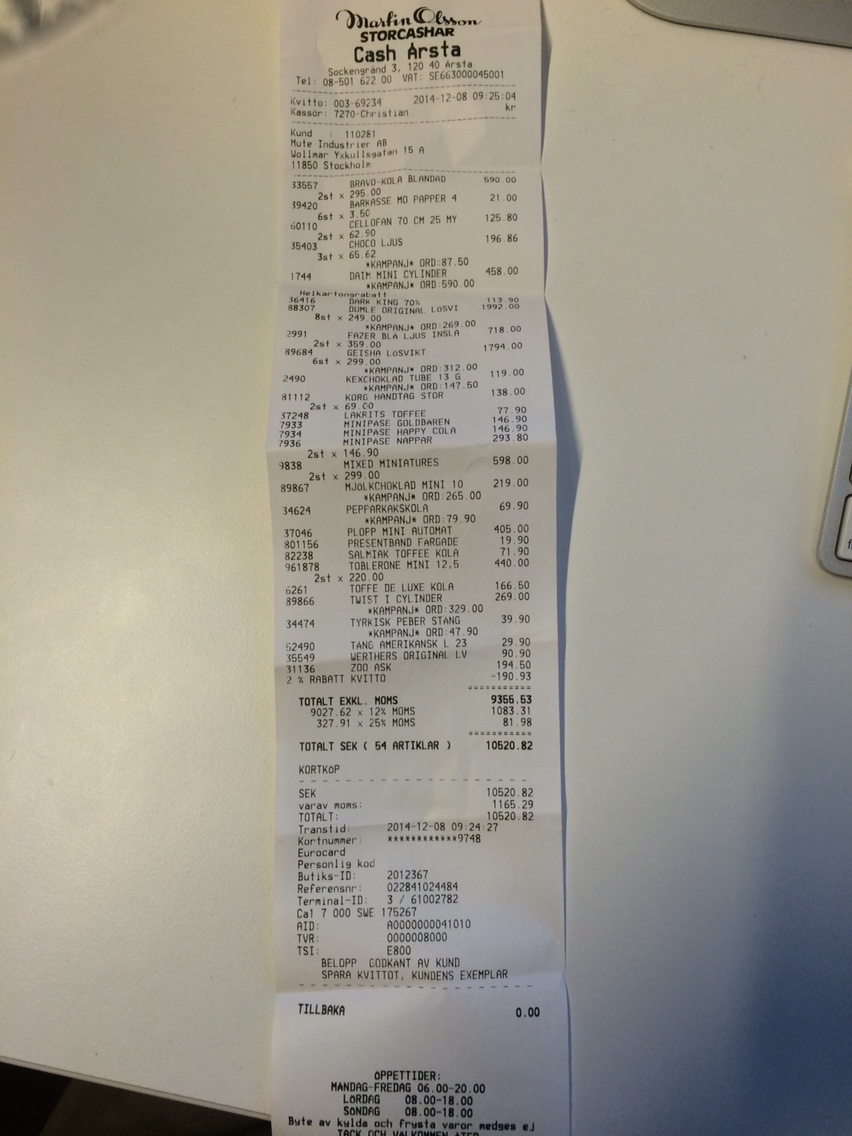 Martin Olsson
STORCASHAR
Cash Årsta
Sockengränd 3, 120 40 Årsta
Tel: 08-501 622 00 VAT: SE663000045001
Kvitto: 003-69234 2014-12-08 09:25:04
Kassör: 7270-Christian kr
Kund : 110281
Mute Industrier AB
Wollmar Yxkullsgatan 15 A
11850 Stockholm
33557 BRAVO-KOLA BLANDAD 590.00
2st x 295.00
39420 BÄRKASSE MO PAPPER 4 21.00
6st x 3.50
60110 CELLOFAN 70 CM 25 MY 125.80
2st x 62.90
35403 CHOCO LJUS 196.86
3st x 65.62
*KAMPANJ* ORD:87.50
1744 DAIM MINI CYLINDER 458.00
*KAMPANJ* ORD:590.00
Helkartongrabatt
36416 DARK KING 70% 113.90
88307 DUMLE ORIGINAL LÖSVI 1992.00
8st x 249.00
*KAMPANJ* ORD:269.00
2991 FAZER BLÅ LJUS INSLA 718.00
2st x 359.00
89684 GEISHA LÖSVIKT 1794.00
6st x 299.00
*KAMPANJ* ORD:312.00
2490 KEXCHOKLAD TUBE 13 G 119.00
*KAMPANJ* ORD:147.50
81112 KORG HANDTAG STOR 138.00
2st x 69.00
37248 LAKRITS TOFFEE 77.90
7933 MINIPÅSE GOLDBÄREN 146.90
7934 MINIPÅSE HAPPY COLA 146.90
7936 MINIPÅSE NAPPAR 293.80
2st x 146.90
9838 MIXED MINIATURES 598.00
2st x 299.00
89867 MJÖLKCHOKLAD MINI 10 219.00
*KAMPANJ* ORD:265.00
34624 PEPPARKAKSKOLA 69.90
*KAMPANJ* ORD:79.90
37046 PLOPP MINI AUTOMAT 405.00
801156 PRESENTBAND FÄRGADE 19.90
82238 SALMIAK TOFFEE KOLA 71.90
961878 TOBLERONE MINI 12,5 440.00
2st x 220.00
6261 TOFFE DE LUXE KOLA 166.50
89866 TWIST I CYLINDER 269.00
*KAMPANJ* ORD:329.00
34474 TYRKISK PEBER STÅNG 39.90
*KAMPANJ* ORD:47.90
52490 TÅNG AMERIKANSK L 23 29.90
35549 WERTHERS ORIGINAL LV 90.90
31136 ZOO ASK 194.50
2 % RABATT KVITTO -190.93
===========
TOTALT EXKL. MOMS 9355.53
9027.62 x 12% MOMS 1083.31
327.91 x 25% MOMS 81.98
===========
TOTALT SEK ( 54 ARTIKLAR ) 10520.82
KORTKÖP
SEK 10520.82
varav moms: 1165.29
TOTALT: 10520.82
Transtid: 2014-12-08 09:24:27
Kortnummer: ************9748
Eurocard
Personlig kod
Butiks-ID: 2012367
Referensnr: 022841024484
Terminal-ID: 3 / 61002782
Ca1 7 000 SWE 175267
AID: A0000000041010
TVR: 0000008000
TSI: E800
BELOPP GODKÄNT AV KUND
SPARA KVITTOT, KUNDENS EXEMPLAR
TILLBAKA 0.00
ÖPPETTIDER:
MÅNDAG-FREDAG 06.00-20.00
LÖRDAG 08.00-18.00
SÖNDAG 08.00-18.00
Byte av kylda och frysta varor medges ej
TACK OCH VÄLKOMMEN ÅTER